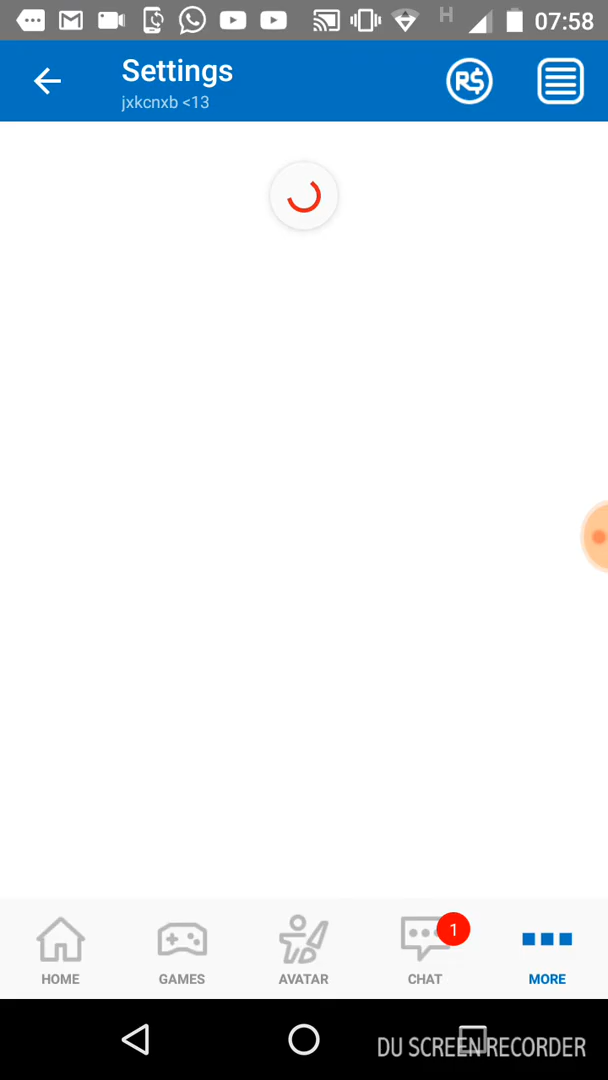 H
07:58
Settings
R$
jxkcnxb <13
1
HOME
GAMES
AVATAR
CHAT
MORE
DU SCREEN RECORDER